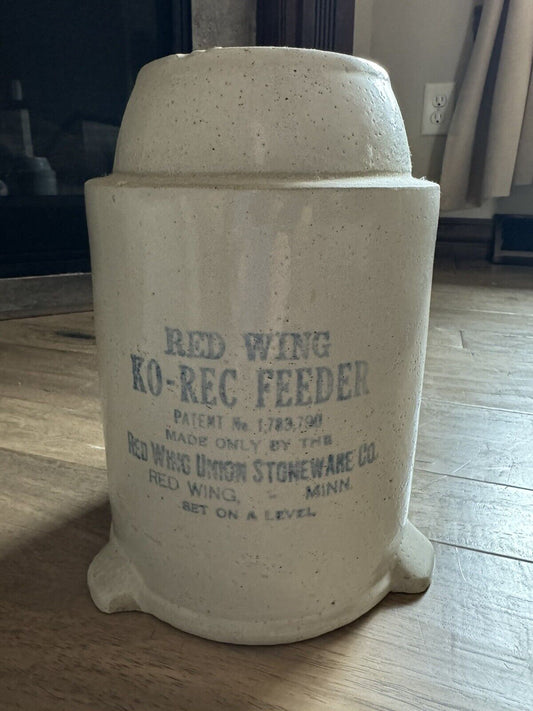 RED WING
KO-REC FEEDER
PATENT No. 1,783,790
MADE ONLY BY THE
RED WING UNION STONEWARE CO.
RED WING, - MINN.
SET ON A LEVEL